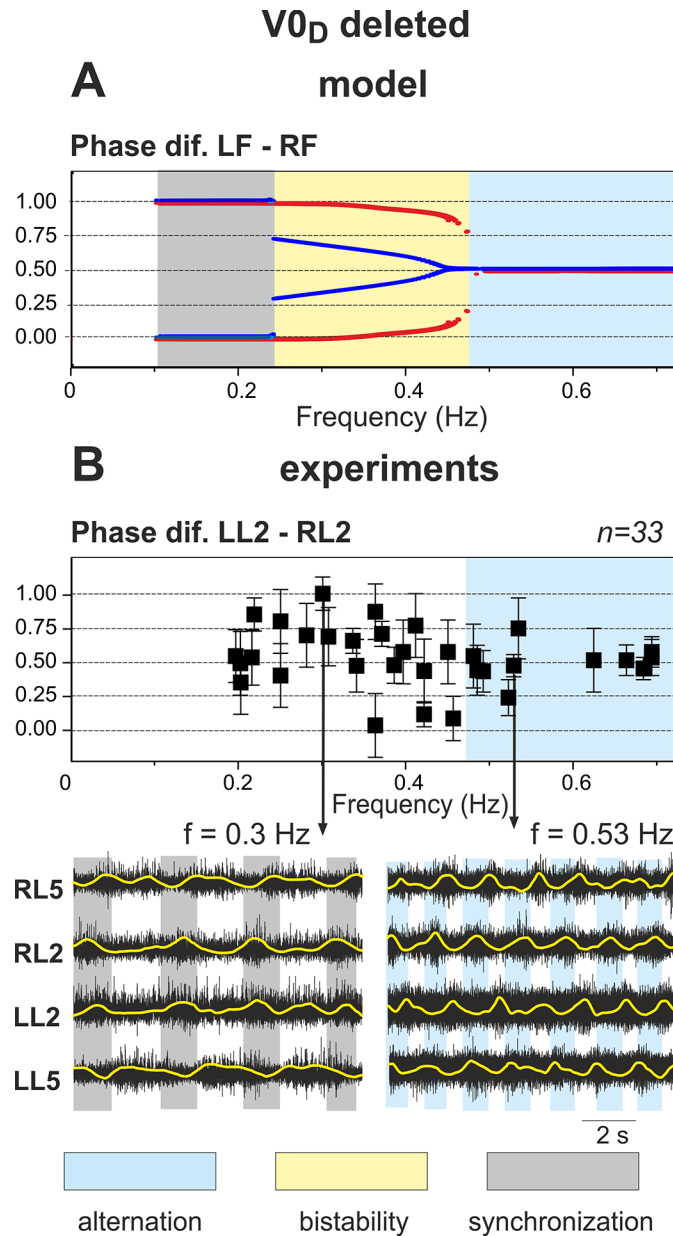 V0D deleted
A model
Phase dif. LF - RF
1.00
0.75
0.50
0.25
0.00
0 0.2 0.4 0.6
Frequency (Hz)
B experiments
Phase dif. LL2 - RL2 n=33
1.00
0.75
0.50
0.25
0.00
0 0.2 0.4 0.6
Frequency (Hz)
f = 0.3 Hz f = 0.53 Hz
RL5
RL2
LL2
LL5
2 s
alternation bistability synchronization